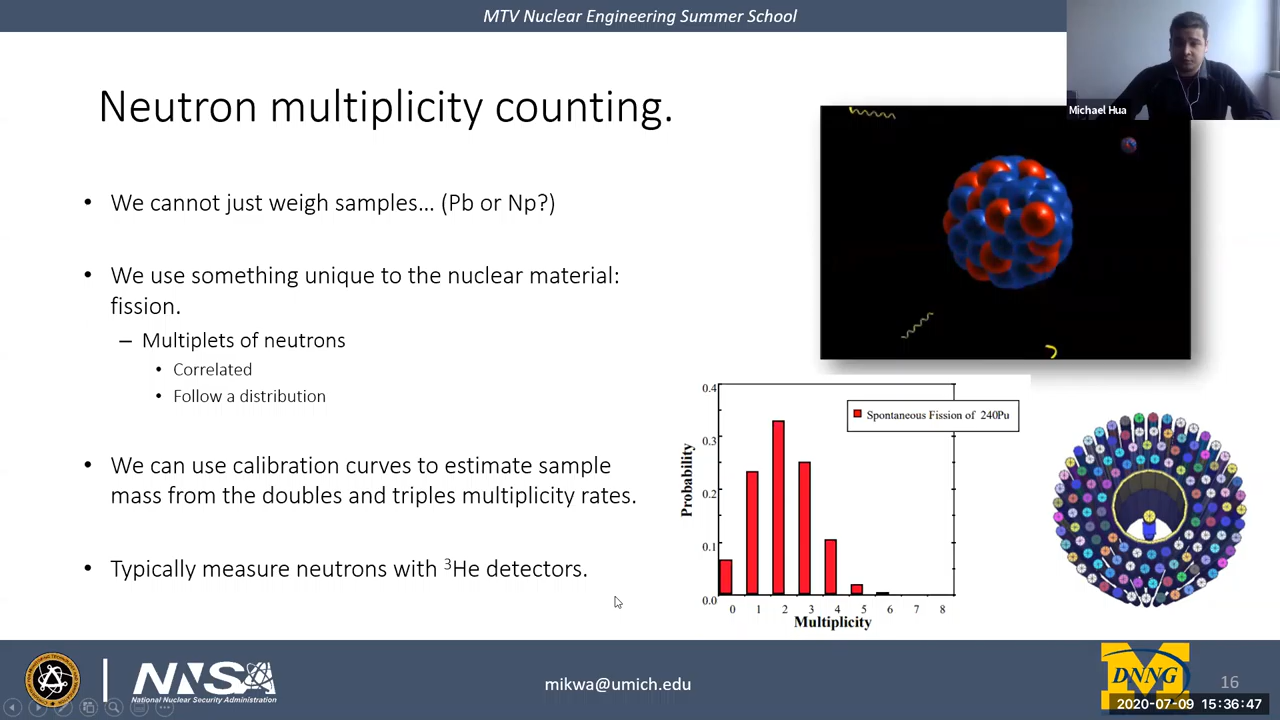 MTV Nuclear Engineering Summer School
Michael Hua
Neutron multiplicity counting.
• We cannot just weigh samples... (Pb or Np?)
• We use something unique to the nuclear material:
fission.
– Multiplets of neutrons
• Correlated
• Follow a distribution
• We can use calibration curves to estimate sample
mass from the doubles and triples multiplicity rates.
• Typically measure neutrons with ³He detectors.
Spontaneous Fission of 240Pu
Probability
0.4
0.3
0.2
0.1
0.0
0 1 2 3 4 5 6 7 8
Multiplicity
NNSA
National Nuclear Security Administration
mikwa@umich.edu
M
DNNG
16
2020-07-09 15:36:47